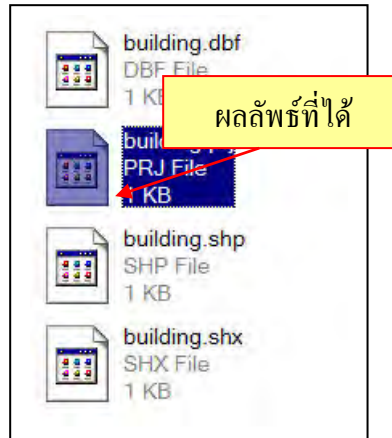 building.dbf
DBF File
1 KB
ผลลัพธ์ที่ได้
PRJ File
1 KB
building.shp
SHP File
1 KB
building.shx
SHX File
1 KB